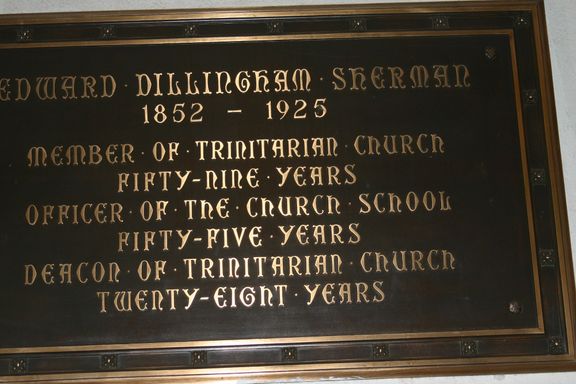 EDWARD · DILLINGHAM · SHERMAN
1852 – 1925
MEMBER · OF · TRINITARIAN · CHURCH
FIFTY-NINE · YEARS
OFFICER · OF · THE · CHURCH · SCHOOL
FIFTY-FIVE · YEARS
DEACON · OF · TRINITARIAN · CHURCH
TWENTY-EIGHT · YEARS